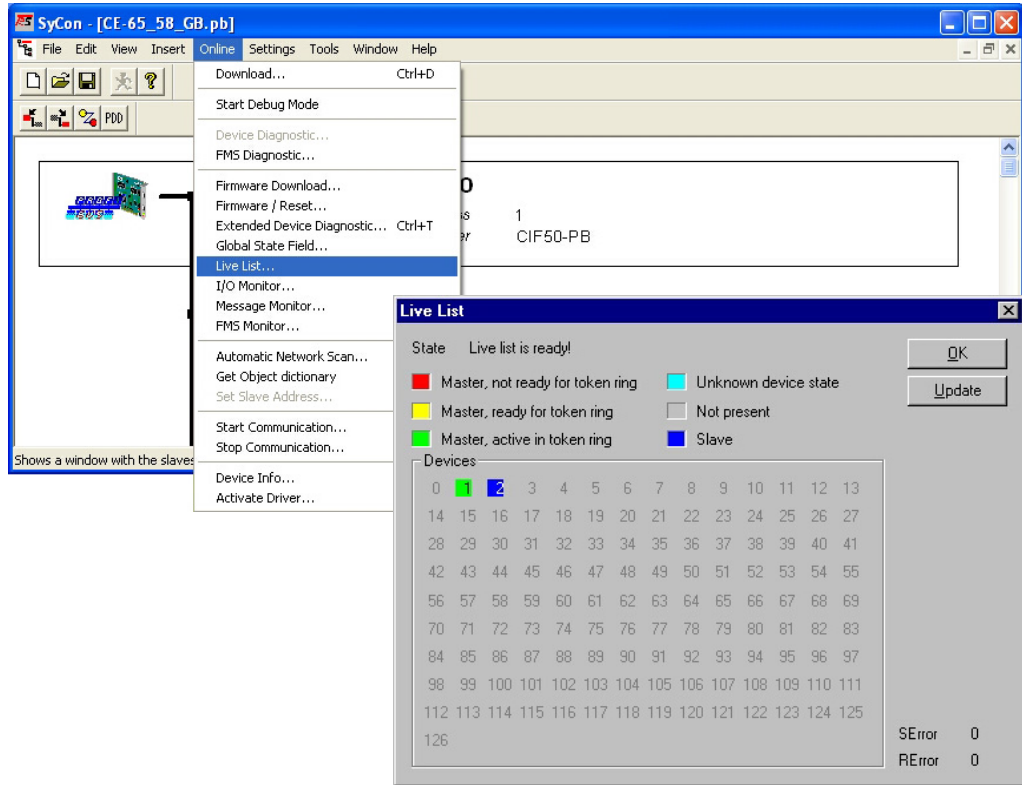 SyCon - [CE-65_58_GB.pb]
File Edit View Insert Online Settings Tools Window Help
PDD
Download... Ctrl+D
Start Debug Mode
Device Diagnostic...
FMS Diagnostic...
Firmware Download...
Firmware / Reset...
Extended Device Diagnostic... Ctrl+T
Global State Field...
Live List...
I/O Monitor...
Message Monitor...
FMS Monitor...
Automatic Network Scan...
Get Object dictionary
Set Slave Address...
Start Communication...
Stop Communication...
Device Info...
Activate Driver...
1
CIF50-PB
Shows a window with the slaves
Live List
State Live list is ready!
OK
Update
Master, not ready for token ring Unknown device state
Master, ready for token ring Not present
Master, active in token ring Slave
Devices
0 1 2 3 4 5 6 7 8 9 10 11 12 13
14 15 16 17 18 19 20 21 22 23 24 25 26 27
28 29 30 31 32 33 34 35 36 37 38 39 40 41
42 43 44 45 46 47 48 49 50 51 52 53 54 55
56 57 58 59 60 61 62 63 64 65 66 67 68 69
70 71 72 73 74 75 76 77 78 79 80 81 82 83
84 85 86 87 88 89 90 91 92 93 94 95 96 97
98 99 100 101 102 103 104 105 106 107 108 109 110 111
112 113 114 115 116 117 118 119 120 121 122 123 124 125
126
SError 0
RError 0